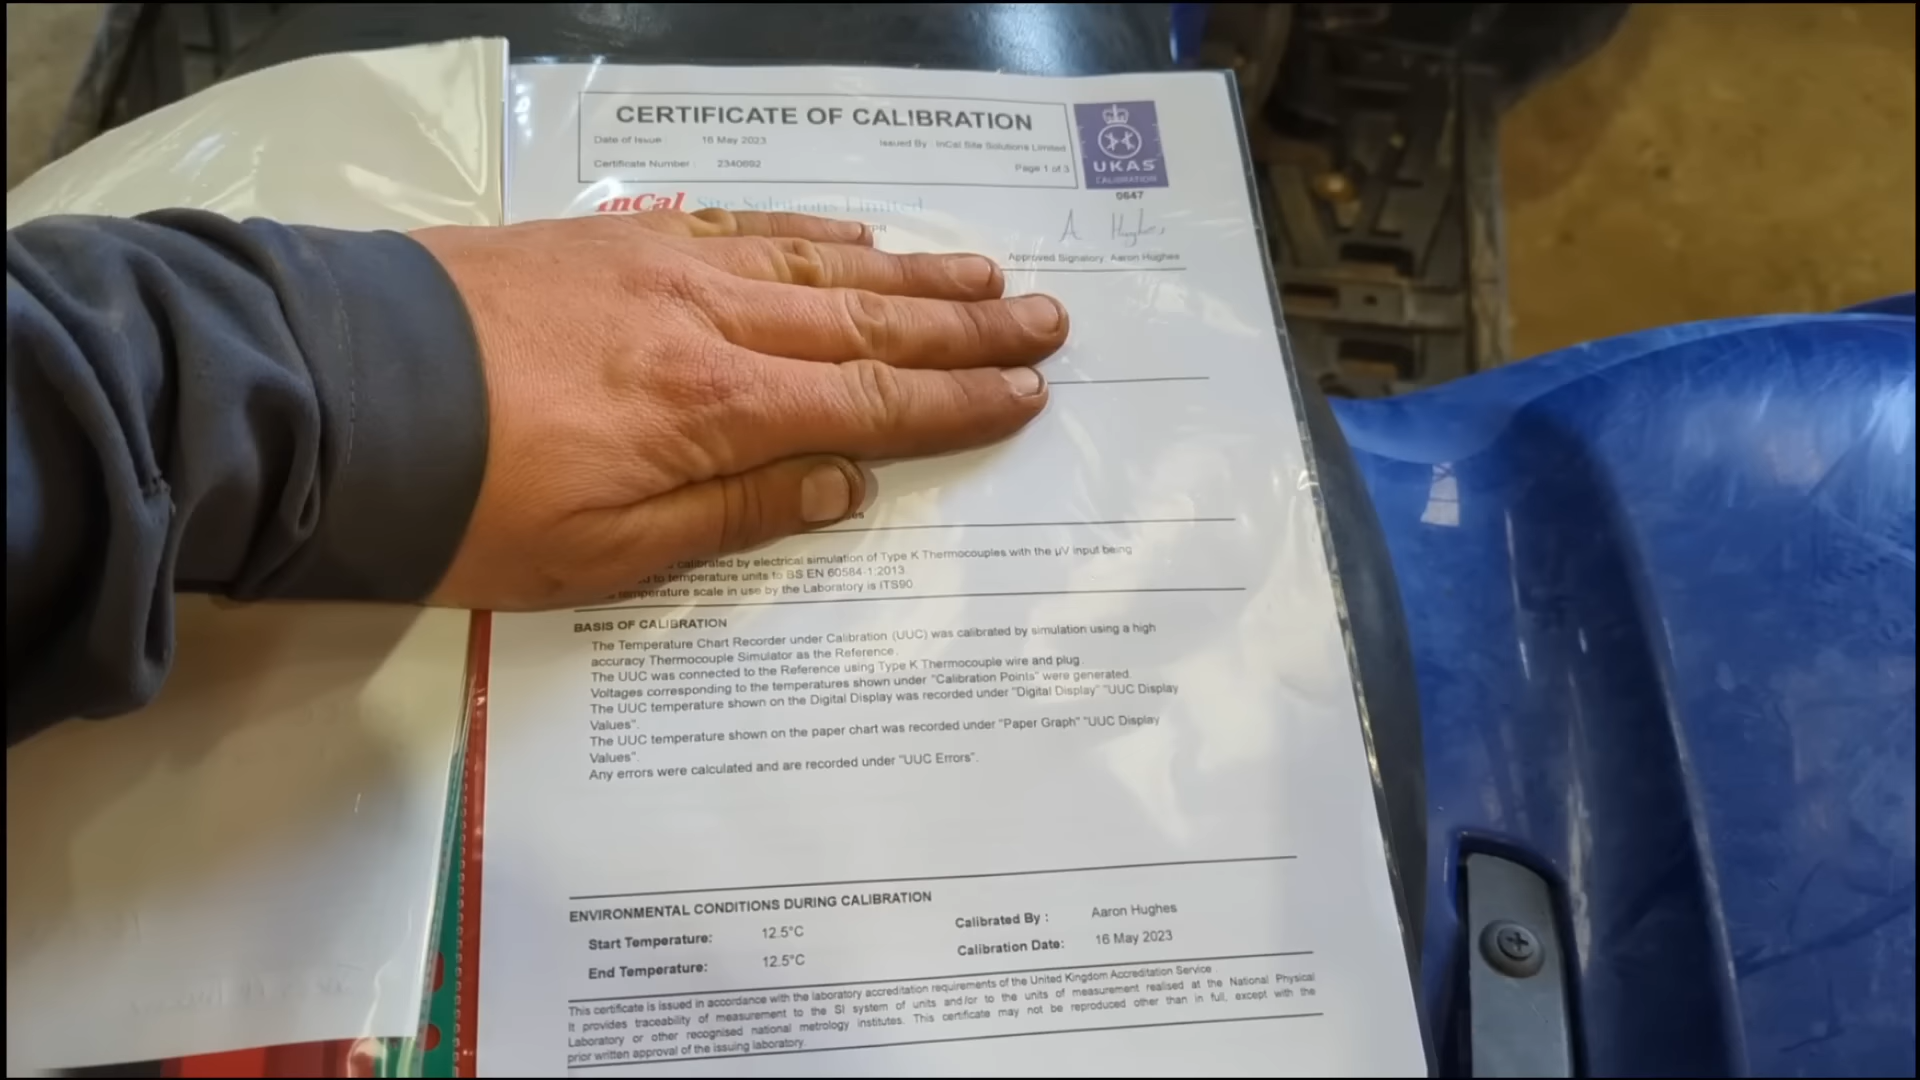 CERTIFICATE OF CALIBRATION
Date of Issue : 16 May 2023 Issued By : InCal Site Solutions Limited
Certificate Number : 2340692 Page 1 of 3
UKAS
CALIBRATION
0647
InCal Site Solutions Limited
A Hughes
Approved Signatory: Aaron Hughes
calibrated by electrical simulation of Type K Thermocouples with the µV input being
to temperature units to BS EN 60584-1:2013
temperature scale in use by the Laboratory is ITS90
BASIS OF CALIBRATION
The Temperature Chart Recorder under Calibration (UUC) was calibrated by simulation using a high
accuracy Thermocouple Simulator as the Reference.
The UUC was connected to the Reference using Type K Thermocouple wire and plug.
Voltages corresponding to the temperatures shown under "Calibration Points" were generated.
The UUC temperature shown on the Digital Display was recorded under "Digital Display" "UUC Display
Values".
The UUC temperature shown on the paper chart was recorded under "Paper Graph" "UUC Display
Values".
Any errors were calculated and are recorded under "UUC Errors".
ENVIRONMENTAL CONDITIONS DURING CALIBRATION
Start Temperature: 12.5°C Calibrated By : Aaron Hughes
End Temperature: 12.5°C Calibration Date: 16 May 2023
This certificate is issued in accordance with the laboratory accreditation requirements of the United Kingdom Accreditation Service .
It provides traceability of measurement to the SI system of units and/or to the units of measurement realised at the National Physical
Laboratory or other recognised national metrology institutes. This certificate may not be reproduced other than in full, except with the
prior written approval of the issuing laboratory